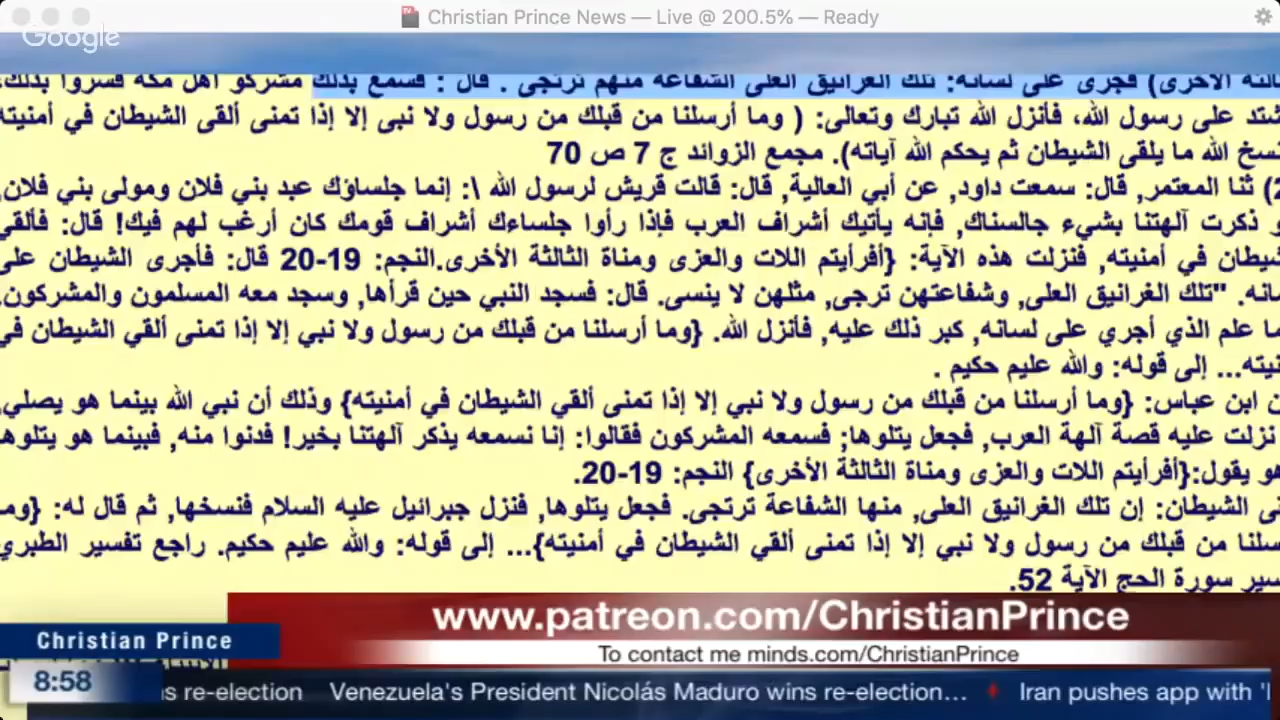 Christian Prince News — Live @ 200.5% — Ready
Google
الأخرى) فجرى على لسانه: تلك الغرانيق العلى الشفاعة منهم ترتجى . قال : فسمع بذلك مشركو أهل مكة فسروا بذلك،
على رسول الله، فأنزل الله تبارك وتعالى: ( وما أرسلنا من قبلك من رسول ولا نبى إلا إذا تمنى ألقى الشيطان في أمنيته
الله ما يلقى الشيطان ثم يحكم الله آياته). مجمع الزوائد ج 7 ص 70
ثنا المعتمر, قال: سمعت داود, عن أبي العالية, قال: قالت قريش لرسول الله \: إنما جلساؤك عبد بني فلان ومولى بني فلان,
ذكرت آلهتنا بشيء جالسناك, فإنه يأتيك أشراف العرب فإذا رأوا جلساءك أشراف قومك كان أرغب لهم فيك! قال: فألقى
في أمنيته, فنزلت هذه الآية: {أفرأيتم اللات والعزى ومناة الثالثة الأخرى.النجم: 19-20 قال: فأجرى الشيطان على
"تلك الغرانيق العلى, وشفاعتهن ترجى, مثلهن لا ينسى. قال: فسجد النبي حين قرأها, وسجد معه المسلمون والمشركون,
علم الذي أجري على لسانه, كبر ذلك عليه, فأنزل الله. {وما أرسلنا من قبلك من رسول ولا نبي إلا إذا تمنى ألقي الشيطان في
... إلى قوله: والله عليم حكيم .
ابن عباس: {وما أرسلنا من قبلك من رسول ولا نبي إلا إذا تمنى ألقي الشيطان في أمنيته} وذلك أن نبي الله بينما هو يصلي,
نزلت عليه قصة آلهة العرب, فجعل يتلوها; فسمعه المشركون فقالوا: إنا نسمعه يذكر آلهتنا بخير! فدنوا منه, فبينما هو يتلوها
هو يقول:{أفرأيتم اللات والعزى ومناة الثالثة الأخرى} النجم: 19-20.
الشيطان: إن تلك الغرانيق العلى, منها الشفاعة ترتجى. فجعل يتلوها, فنزل جبرائيل عليه السلام فنسخها, ثم قال له: {وما
من قبلك من رسول ولا نبي إلا إذا تمنى ألقي الشيطان في أمنيته}... إلى قوله: والله عليم حكيم. راجع تفسير الطبري
سورة الحج الآية 52.
www.patreon.com/ChristianPrince
Christian Prince
To contact me minds.com/ChristianPrince
8:58
re-election Venezuela's President Nicolás Maduro wins re-election... Iran pushes app with